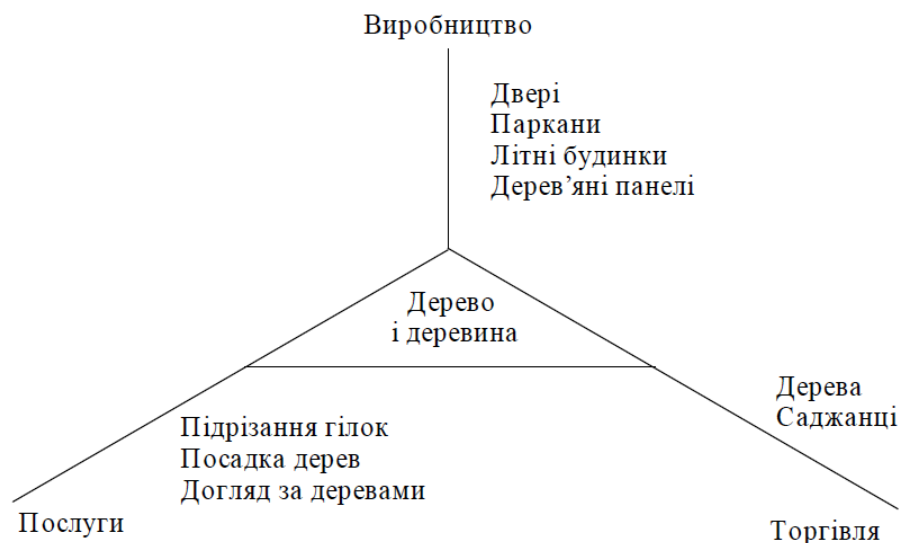 Виробництво
Двері
Паркани
Літні будинки
Дерев’яні панелі
Дерево
і деревина
Дерева
Саджанці
Підрізання гілок
Посадка дерев
Догляд за деревами
Послуги
Торгівля